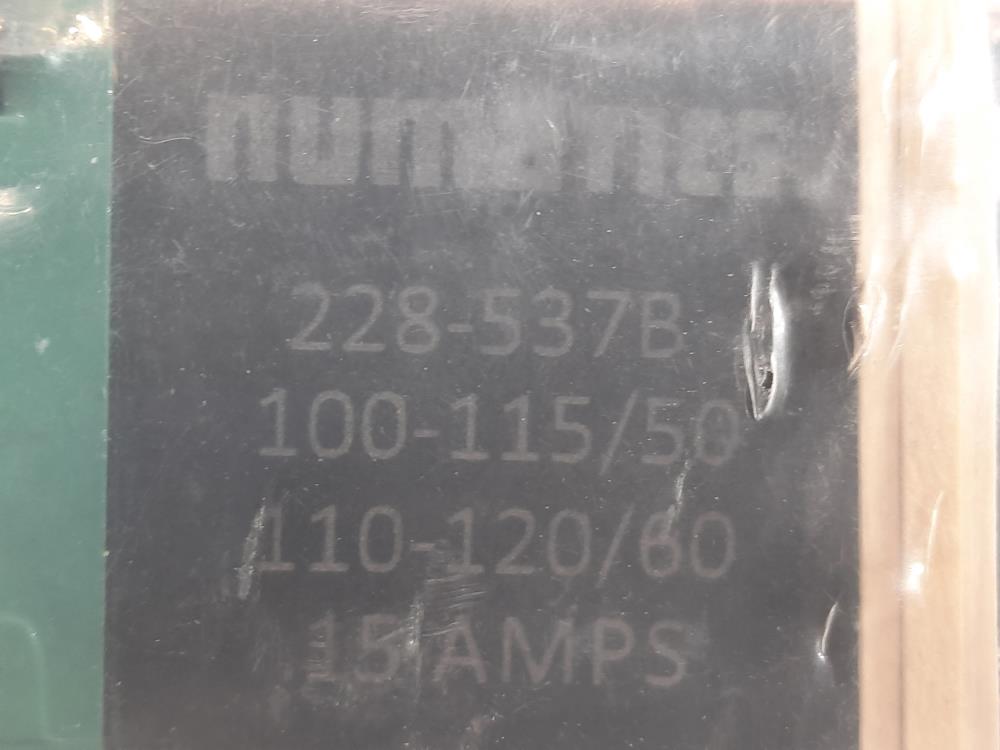 numatics
228-537B
100-115/50
110-120/60
15 AMPS